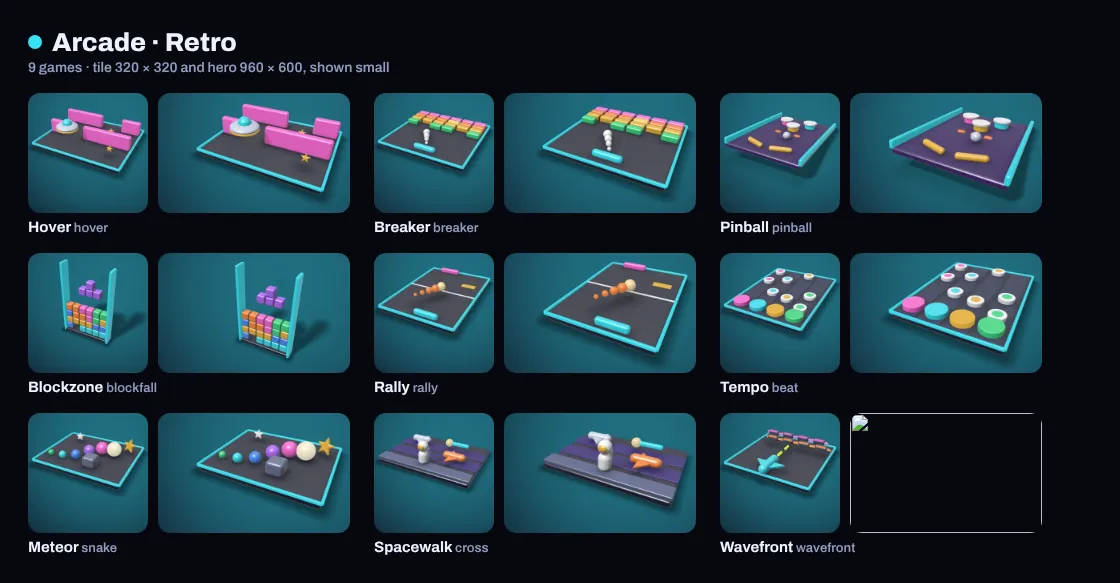 Arcade · Retro
9 games · tile 320 × 320 and hero 960 × 600, shown small
Hover hover
Breaker breaker
Pinball pinball
Blockzone blockfall
Rally rally
Tempo beat
Meteor snake
Spacewalk cross
Wavefront wavefront